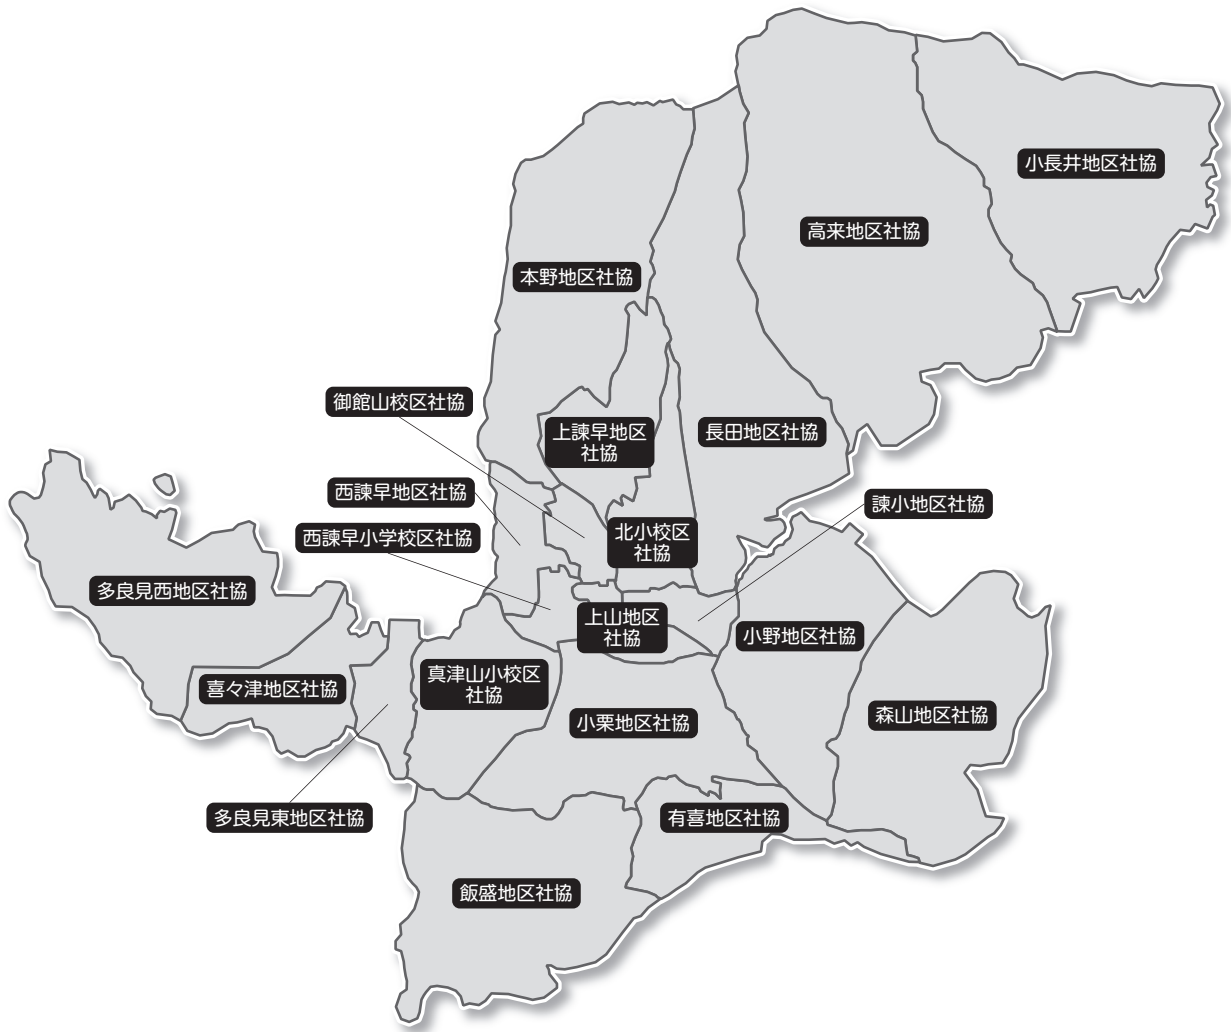 小長井地区社協
高来地区社協
本野地区社協
御館山校区社協
上諫早地区
社協
長田地区社協
西諫早地区社協
諫小地区社協
西諫早小学校区社協
北小校区
社協
多良見西地区社協
上山地区
社協
小野地区社協
喜々津地区社協
真津山小校区
社協
小栗地区社協
森山地区社協
多良見東地区社協
有喜地区社協
飯盛地区社協